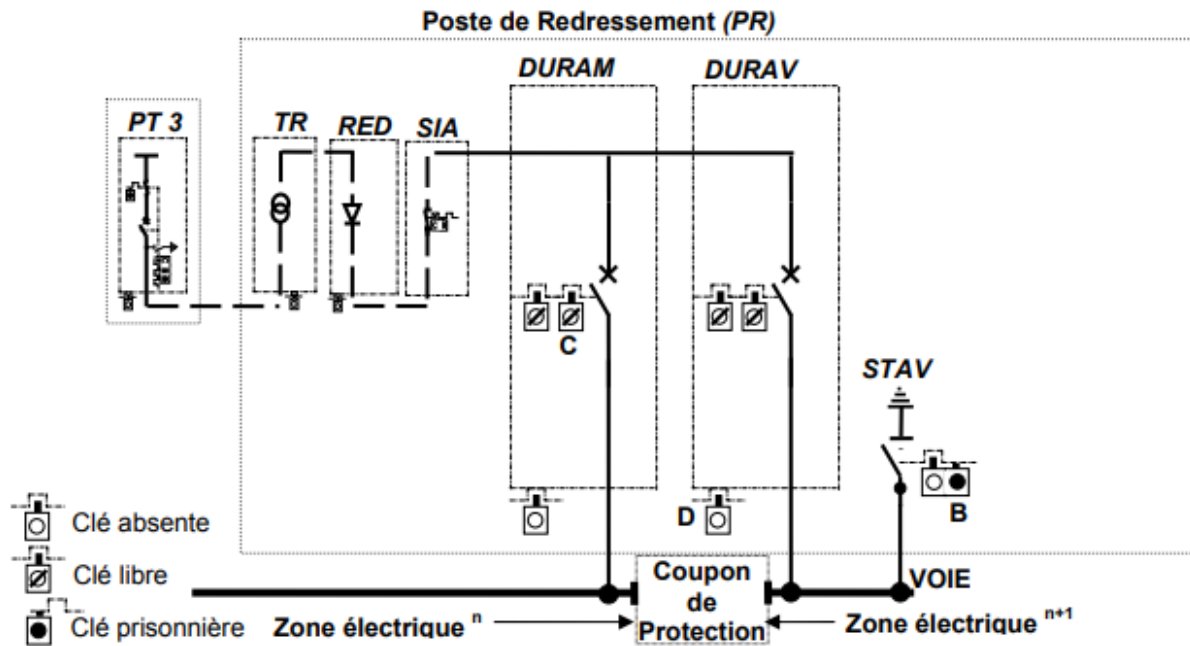 Poste de Redressement (PR)
DURAM
DURAV
PT 3
TR
RED
SIA
C
STAV
B
D
Clé absente
Clé libre
Clé prisonnière
Coupon
de
Protection
VOIE
Zone électrique n
Zone électrique n+1